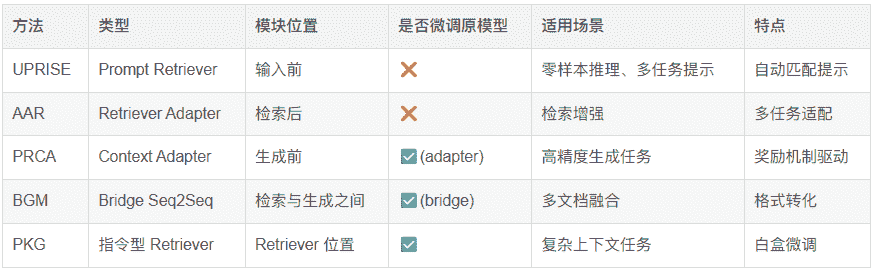 方法 类型 模块位置 是否微调原模型 适用场景 特点
UPRISE Prompt Retriever 输入前 ❌ 零样本推理、多任务提示 自动匹配提示
AAR Retriever Adapter 检索后 ❌ 检索增强 多任务适配
PRCA Context Adapter 生成前 ✅(adapter) 高精度生成任务 奖励机制驱动
BGM Bridge Seq2Seq 检索与生成之间 ✅(bridge) 多文档融合 格式转化
PKG 指令型 Retriever Retriever 位置 ✅ 复杂上下文任务 白盒微调